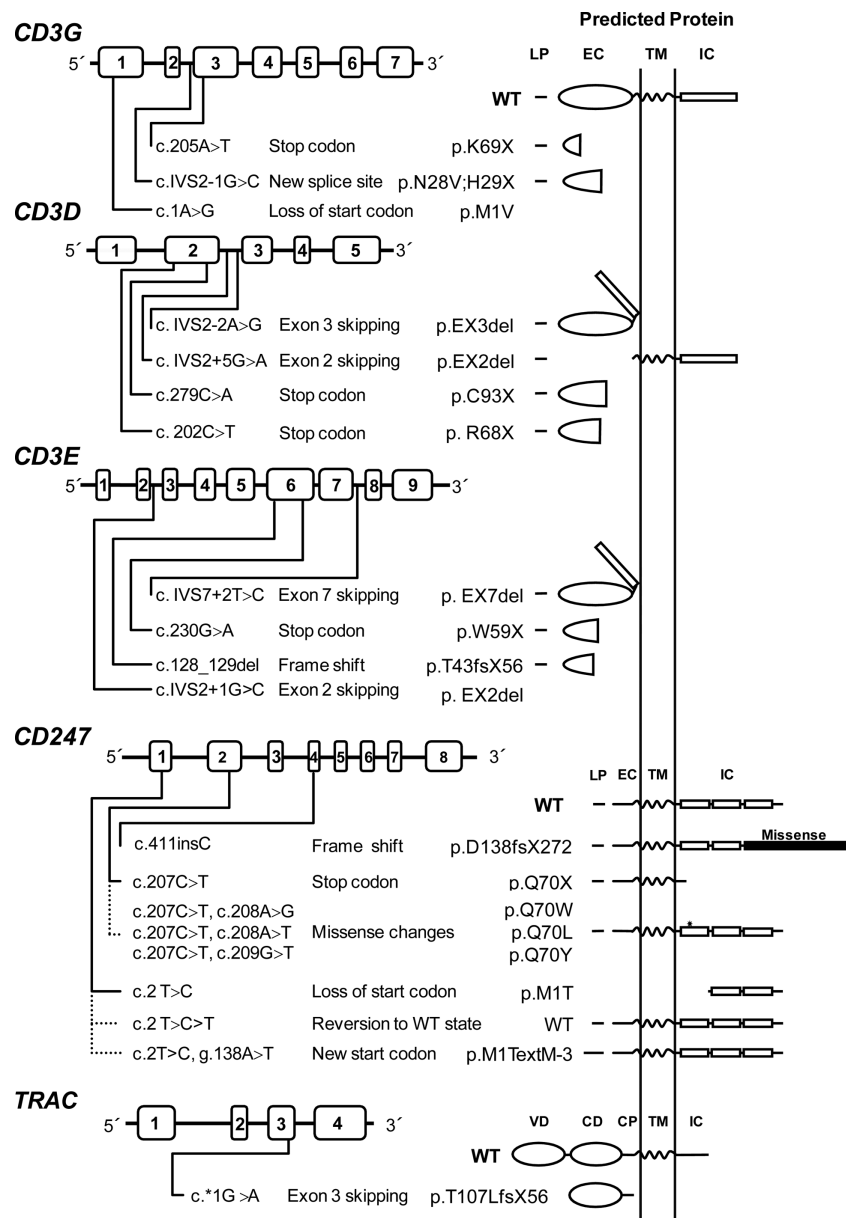 Predicted Protein
CD3G
LP EC TM IC
5´ 1 2 3 4 5 6 7 3´
WT
c.205A>T Stop codon p.K69X
c.IVS2-1G>C New splice site p.N28V;H29X
c.1A>G Loss of start codon p.M1V
CD3D
5´ 1 2 3 4 5 3´
c. IVS2-2A>G Exon 3 skipping p.EX3del
c. IVS2+5G>A Exon 2 skipping p.EX2del
c.279C>A Stop codon p.C93X
c. 202C>T Stop codon p. R68X
CD3E
5´ 1 2 3 4 5 6 7 8 9 3´
c. IVS7+2T>C Exon 7 skipping p. EX7del
c.230G>A Stop codon p.W59X
c.128_129del Frame shift p.T43fsX56
c.IVS2+1G>C Exon 2 skipping p. EX2del
CD247
5´ 1 2 3 4 5 6 7 8 3´
LP EC TM IC
WT
c.411insC Frame shift p.D138fsX272 Missense
c.207C>T Stop codon p.Q70X
c.207C>T, c.208A>G p.Q70W
c.207C>T, c.208A>T Missense changes p.Q70L *
c.207C>T, c.209G>T p.Q70Y
c.2 T>C Loss of start codon p.M1T
c.2 T>C>T Reversion to WT state WT
c.2T>C, g.138A>T New start codon p.M1TextM-3
TRAC
5´ 1 2 3 4 3´
VD CD CP TM IC
WT
c.*1G >A Exon 3 skipping p.T107LfsX56